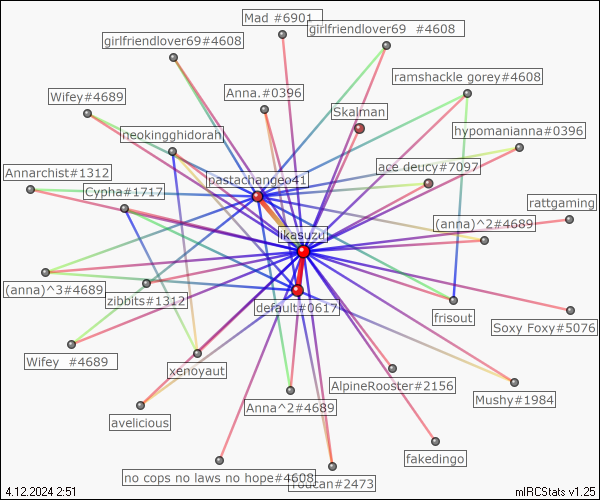 Mad #6901
girlfriendlover69 #4608
girlfriendlover69#4608
ramshackle gorey#4608
Wifey#4689
Anna.#0396
Skalman
neokingghidorah
hypomanianna#0396
Annarchist#1312
pastachangeo41
ace deucy#7097
Cypha#1717
rattgaming
(anna)^2#4689
ikasuzu
(anna)^3#4689
zibbits#1312
default#0617
frisout
Soxy Foxy#5076
Wifey #4689
xenoyaut
AlpineRooster#2156
Mushy#1984
Anna^2#4689
avelicious
fakedingo
no cops no laws no hope#4608
Toucan#2473
4.12.2024 2:51
mIRCStats v1.25